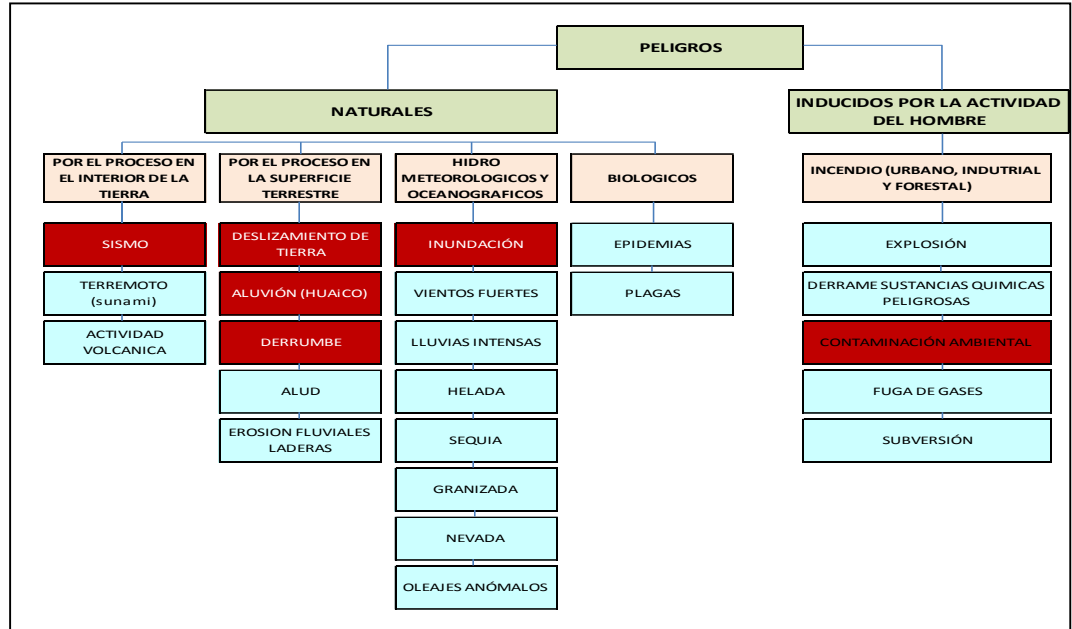 PELIGROS
NATURALES
INDUCIDOS POR LA ACTIVIDAD
DEL HOMBRE
POR EL PROCESO EN
EL INTERIOR DE LA
TIERRA
POR EL PROCESO EN
LA SUPERFICIE
TERRESTRE
HIDRO
METEOROLOGICOS Y
OCEANOGRAFICOS
BIOLOGICOS
INCENDIO (URBANO, INDUTRIAL
Y FORESTAL)
SISMO
TERREMOTO
(sunami)
ACTIVIDAD
VOLCANICA
DESLIZAMIENTO DE
TIERRA
ALUVIÓN (HUAiCO)
DERRUMBE
ALUD
EROSION FLUVIALES
LADERAS
INUNDACIÓN
VIENTOS FUERTES
LLUVIAS INTENSAS
HELADA
SEQUIA
GRANIZADA
NEVADA
OLEAJES ANÓMALOS
EPIDEMIAS
PLAGAS
EXPLOSIÓN
DERRAME SUSTANCIAS QUIMICAS
PELIGROSAS
CONTAMINACIÓN AMBIENTAL
FUGA DE GASES
SUBVERSIÓN